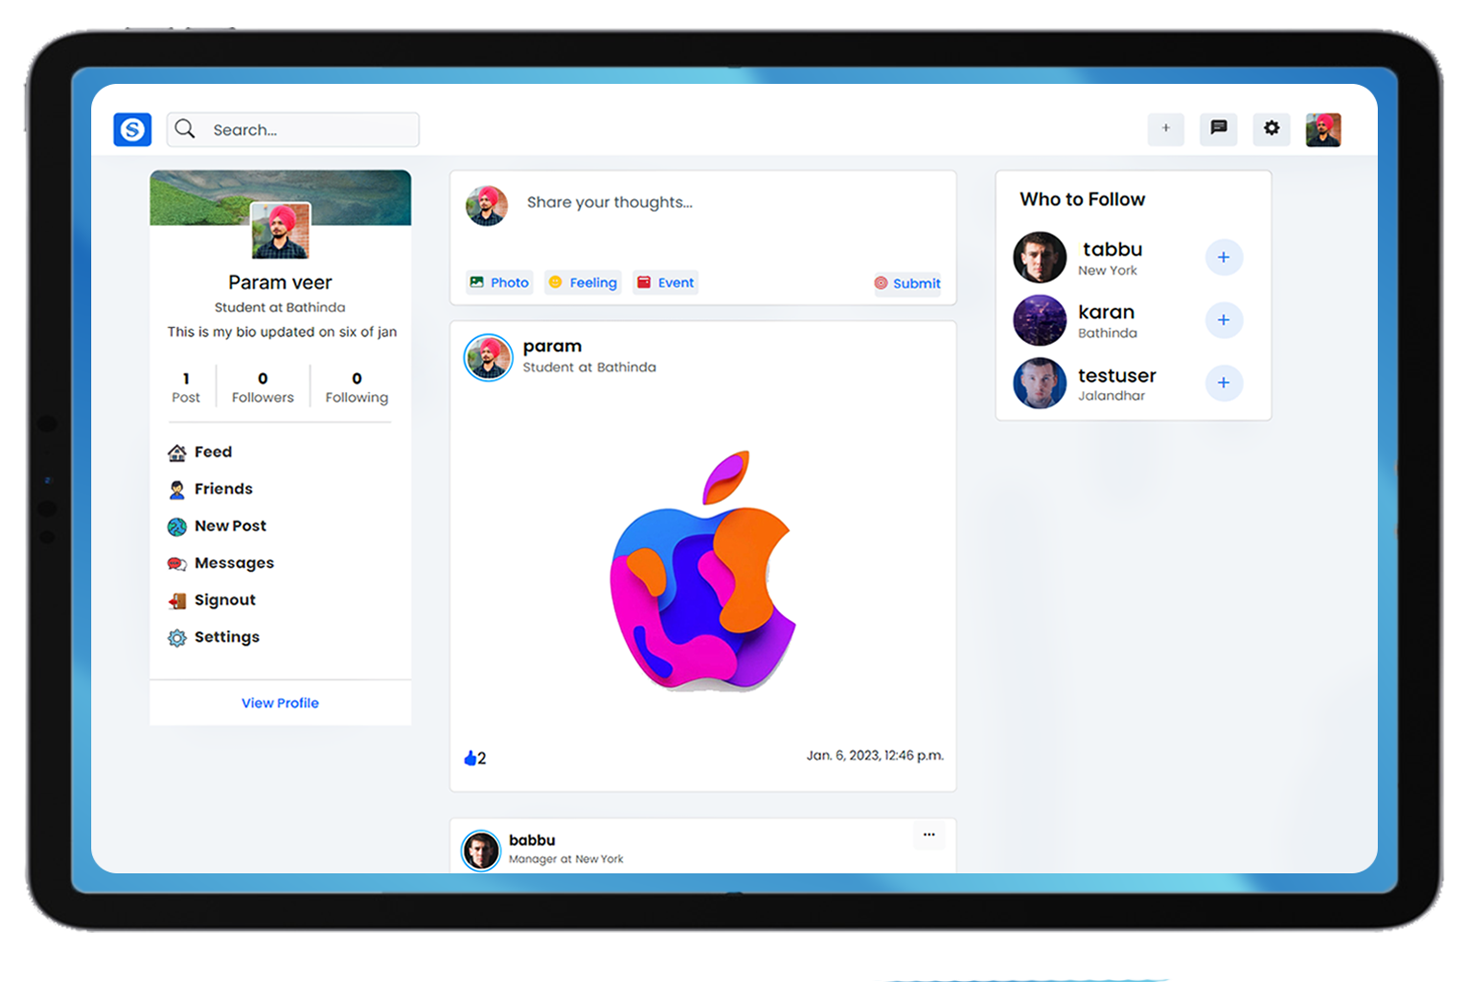 S
Search...
+
Param veer
Student at Bathinda
This is my bio updated on six of jan
1
Post
0
Followers
0
Following
Feed
Friends
New Post
Messages
Signout
Settings
View Profile
Share your thoughts...
Photo
Feeling
Event
Submit
param
Student at Bathinda
2
Jan. 6, 2023, 12:46 p.m.
babbu
Manager at New York
...
Who to Follow
tabbu
New York
+
karan
Bathinda
+
testuser
Jalandhar
+